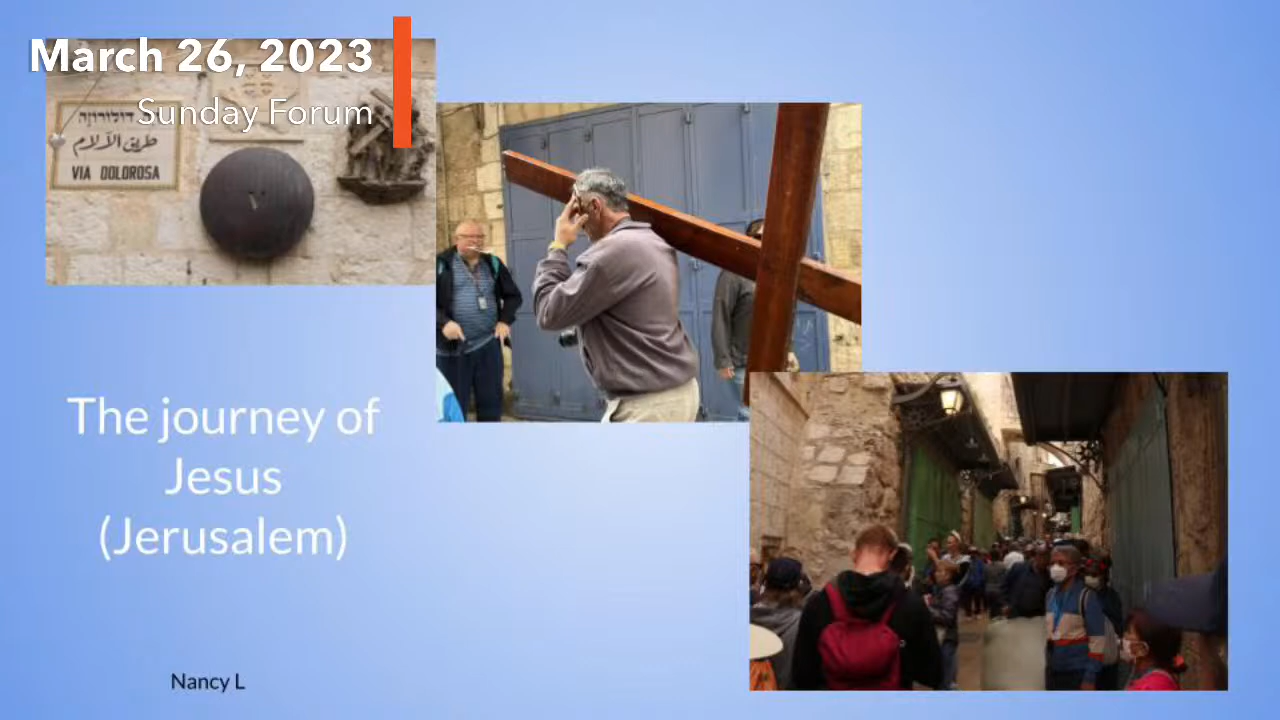 March 26, 2023
Sunday Forum
דולורוזה
طريق الآلام
VIA DOLOROSA
V
The journey of
Jesus
(Jerusalem)
Nancy L